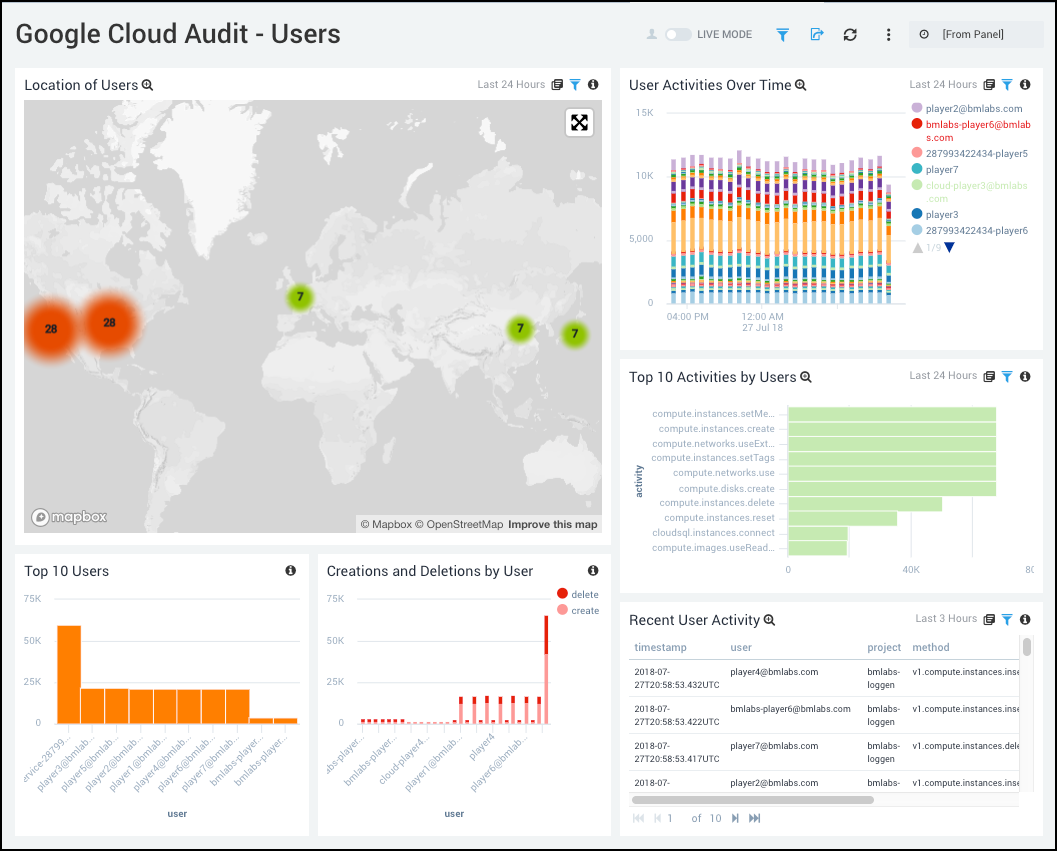 Google Cloud Audit - Users
LIVE MODE
[From Panel]
Location of Users
Last 24 Hours
28
28
7
7
7
mapbox
© Mapbox © OpenStreetMap Improve this map
User Activities Over Time
Last 24 Hours
15K
10K
5,000
0
04:00 PM
12:00 AM
27 Jul 18
player2@bmlabs.com
bmlabs-player6@bmlab
s.com
287993422434-player5
player7
cloud-player3@bmlabs
.com
player3
287993422434-player6
1/9
Top 10 Activities by Users
Last 24 Hours
activity
compute.instances.setMe...
compute.instances.create
compute.networks.useExt...
compute.instances.setTags
compute.networks.use
compute.disks.create
compute.instances.delete
compute.instances.reset
cloudsql.instances.connect
compute.images.useRead...
0
40K
Top 10 Users
75K
50K
25K
0
ervice-28799...
player3@bmlab...
player5@bmlab...
player2@bmlab...
player1@bmlab...
player4@bmlab...
player6@bmlab...
player7@bmlab...
bmlabs-player...
bmlabs-player...
user
Creations and Deletions by User
75K
50K
25K
0
delete
create
abs-player...
bmlabs-player...
cloud-player4...
player1@bmlab...
player4
player6@bmlab...
user
Recent User Activity
Last 3 Hours
timestamp user project method
2018-07- player4@bmlabs.com bmlabs- v1.compute.instances.inse
27T20:58:53.432UTC loggen
2018-07- bmlabs-player6@bmlabs.com bmlabs- v1.compute.instances.inse
27T20:58:53.422UTC loggen
2018-07- player7@bmlabs.com bmlabs- v1.compute.instances.dele
27T20:58:53.417UTC loggen
2018-07- player2@bmlabs.com bmlabs- v1.compute.instances.inse
1 of 10